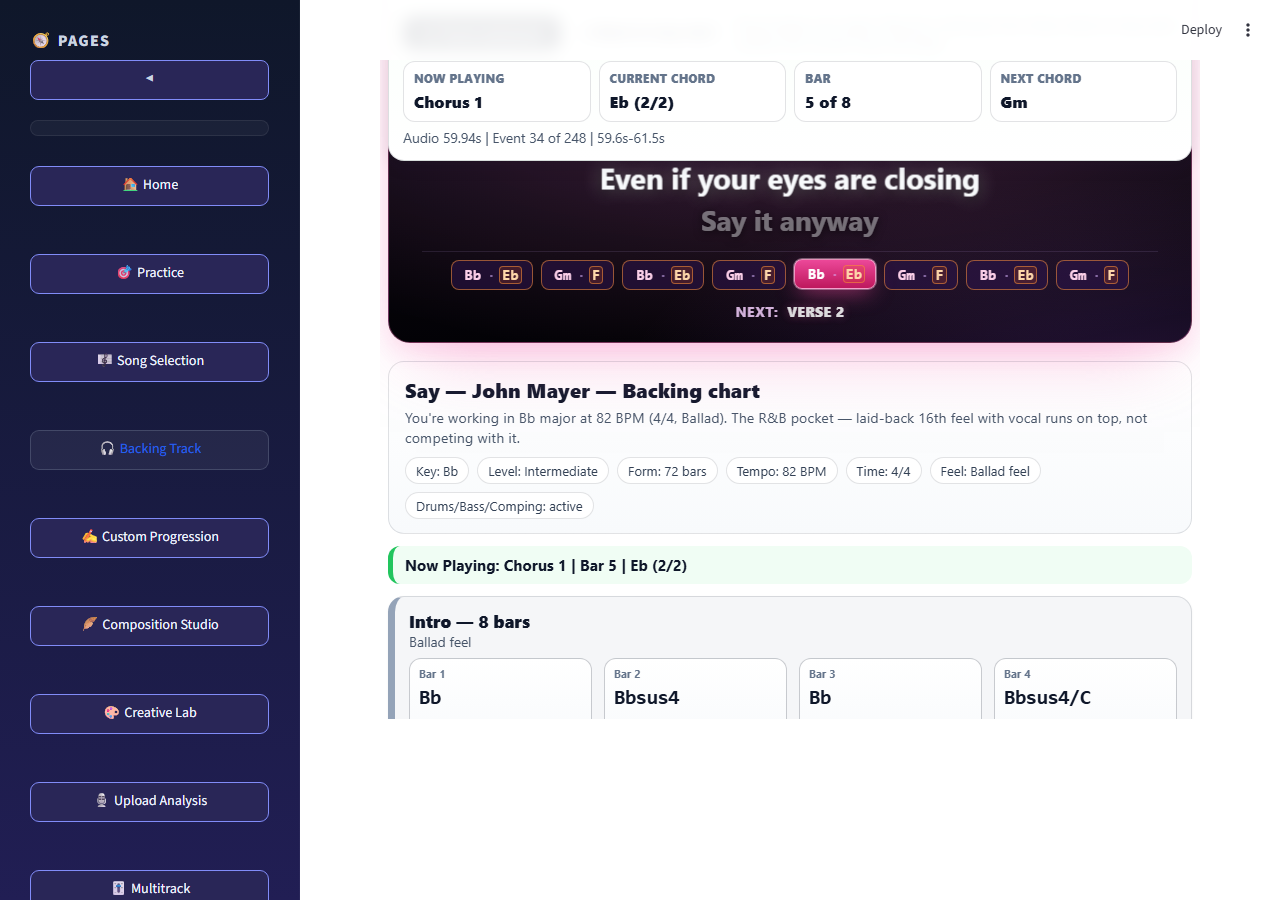 PAGES
◄
Home
Practice
Song Selection
Backing Track
Custom Progression
Composition Studio
Creative Lab
Upload Analysis
Multitrack
Deploy
NOW PLAYING
Chorus 1
CURRENT CHORD
Eb (2/2)
BAR
5 of 8
NEXT CHORD
Gm
Audio 59.94s | Event 34 of 248 | 59.6s-61.5s
Even if your eyes are closing
Say it anyway
Bb · Eb Gm · F Bb · Eb Gm · F Bb · Eb Gm · F Bb · Eb Gm · F
NEXT: VERSE 2
Say — John Mayer — Backing chart
You're working in Bb major at 82 BPM (4/4, Ballad). The R&B pocket — laid-back 16th feel with vocal runs on top, not
competing with it.
Key: Bb Level: Intermediate Form: 72 bars Tempo: 82 BPM Time: 4/4 Feel: Ballad feel
Drums/Bass/Comping: active
Now Playing: Chorus 1 | Bar 5 | Eb (2/2)
Intro — 8 bars
Ballad feel
Bar 1
Bb
Bar 2
Bbsus4
Bar 3
Bb
Bar 4
Bbsus4/C